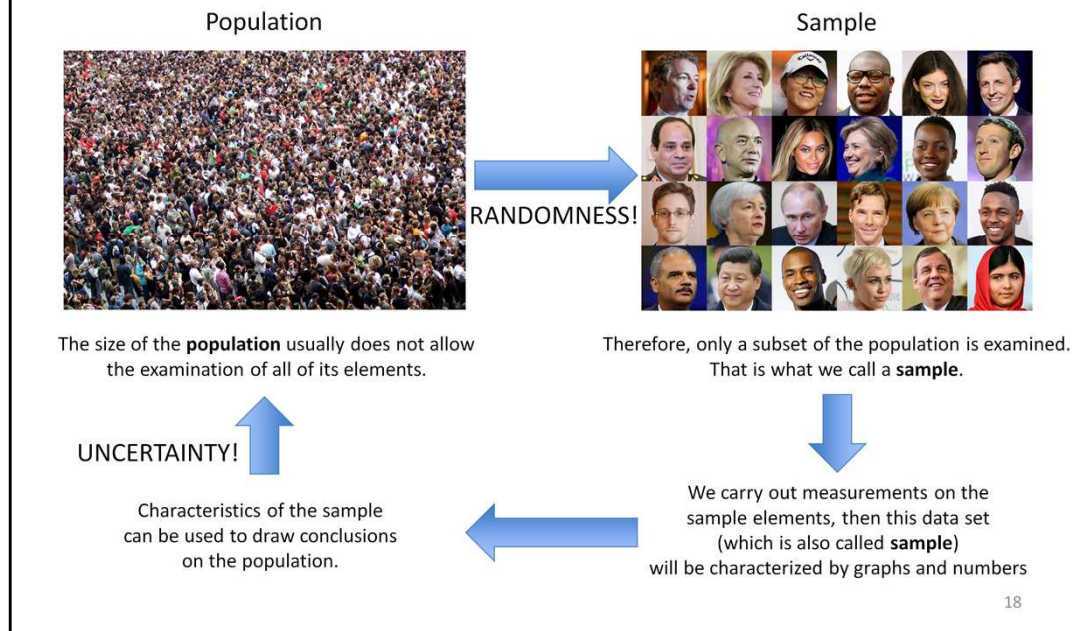 Population
Sample
RANDOMNESS!
The size of the population usually does not allow
the examination of all of its elements.
Therefore, only a subset of the population is examined.
That is what we call a sample.
UNCERTAINTY!
We carry out measurements on the
sample elements, then this data set
(which is also called sample)
will be characterized by graphs and numbers
Characteristics of the sample
can be used to draw conclusions
on the population.
18